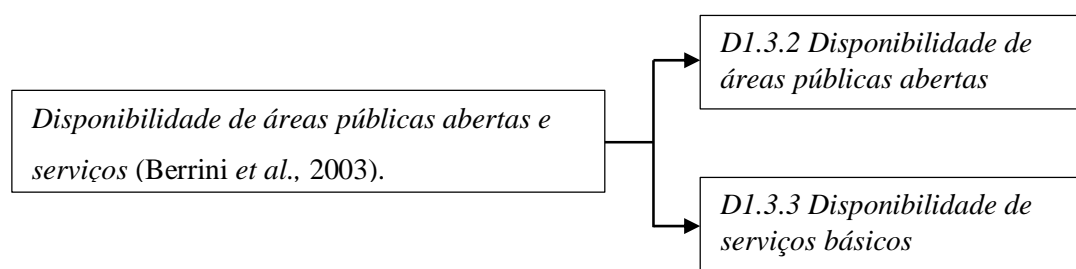 Disponibilidade de áreas públicas abertas e
serviços (Berrini et al., 2003).
D1.3.2 Disponibilidade de
áreas públicas abertas
D1.3.3 Disponibilidade de
serviços básicos